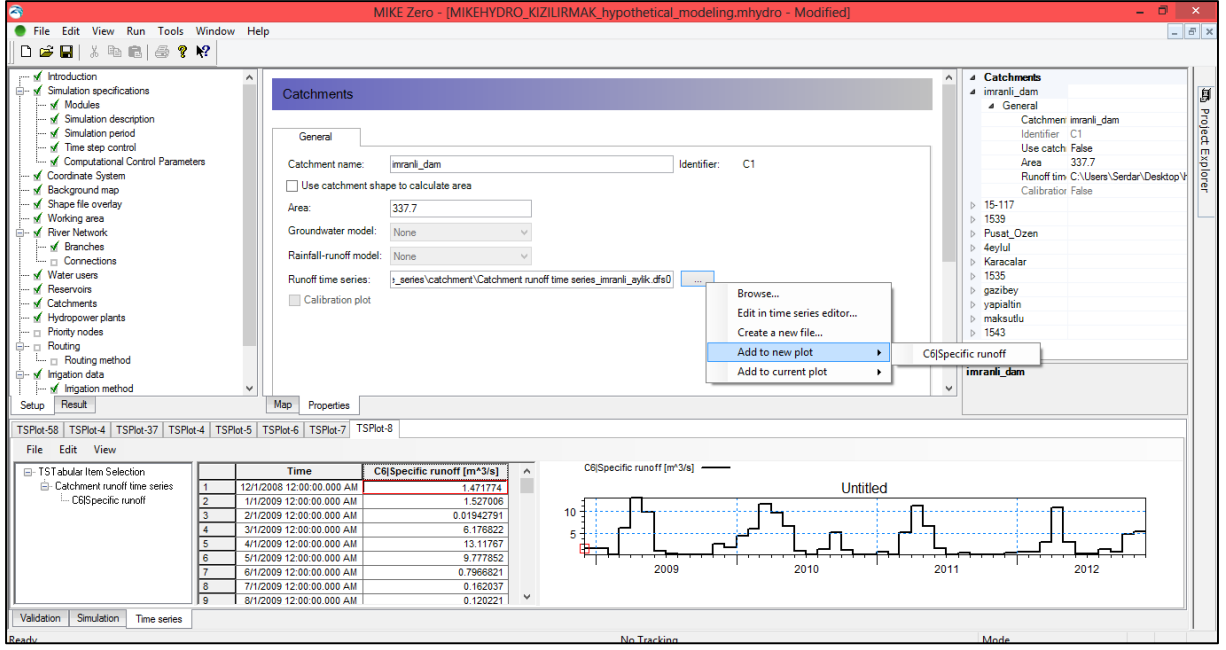 MIKE Zero - [MIKEHYDRO_KIZILIRMAK_hypothetical_modeling.mhydro - Modified]
File Edit View Run Tools Window Help
Introduction
Simulation specifications
Modules
Simulation description
Simulation period
Time step control
Computational Control Parameters
Coordinate System
Background map
Shape file overlay
Working area
River Network
Branches
Connections
Water users
Reservoirs
Catchments
Hydropower plants
Priority nodes
Routing
Routing method
Irrigation data
Irrigation method
Setup Result
Catchments
General
Catchment name: imranli_dam Identifier: C1
Use catchment shape to calculate area
Area: 337.7
Groundwater model: None
Rainfall-runoff model: None
Runoff time series: e_series\catchment\Catchment runoff time series_imranli_aylik.dfs0 ...
Calibration plot
Browse...
Edit in time series editor...
Create a new file...
Add to new plot
Add to current plot
C6|Specific runoff
Map Properties
Catchments
imranli_dam
General
Catchmen imranli_dam
Identifier C1
Use catch False
Area 337.7
Runoff tim C:\Users\Serdar\Desktop\h
Calibration False
15-117
1539
Pusat_Ozen
4eylul
Karacalar
1535
gazibey
yapialtin
maksutlu
1543
imranli_dam
Project Explorer
TSPlot-58 TSPlot-4 TSPlot-37 TSPlot-4 TSPlot-5 TSPlot-6 TSPlot-7 TSPlot-8
File Edit View
TSTabular Item Selection
Catchment runoff time series
C6|Specific runoff
Time C6|Specific runoff [m^3/s]
1 12/1/2008 12:00:00.000 AM 1.471774
2 1/1/2009 12:00:00.000 AM 1.527006
3 2/1/2009 12:00:00.000 AM 0.01942791
4 3/1/2009 12:00:00.000 AM 6.176822
5 4/1/2009 12:00:00.000 AM 13.11767
6 5/1/2009 12:00:00.000 AM 9.777852
7 6/1/2009 12:00:00.000 AM 0.7966821
8 7/1/2009 12:00:00.000 AM 0.162037
9 8/1/2009 12:00:00.000 AM 0.120221
C6|Specific runoff [m^3/s]
Untitled
10
5
2009 2010 2011 2012
Validation Simulation Time series
Ready No Tracking Mode